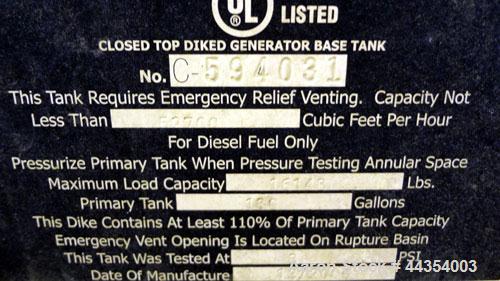 UL
®
LISTED
CLOSED TOP DIKED GENERATOR BASE TANK
No. C-594031
This Tank Requires Emergency Relief Venting. Capacity Not
Less Than Cubic Feet Per Hour
For Diesel Fuel Only
Pressurize Primary Tank When Pressure Testing Annular Space
Maximum Load Capacity Lbs.
Primary Tank Gallons
This Dike Contains At Least 110% Of Primary Tank Capacity
Emergency Vent Opening Is Located On Rupture Basin
This Tank Was Tested At PSI
Date Of Manufacture
Aaron Stock # 44354003